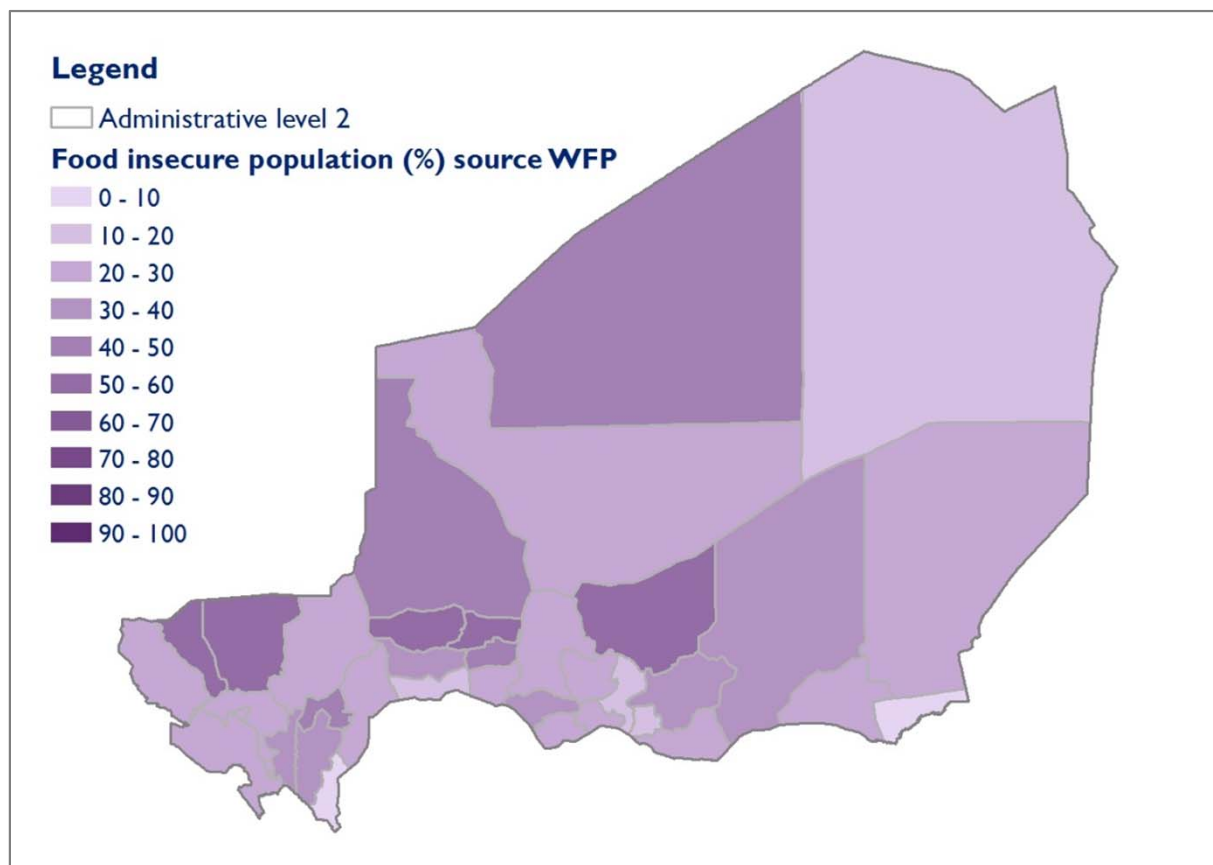 Legend
Administrative level 2
Food insecure population (%) source WFP
0 - 10
10 - 20
20 - 30
30 - 40
40 - 50
50 - 60
60 - 70
70 - 80
80 - 90
90 - 100